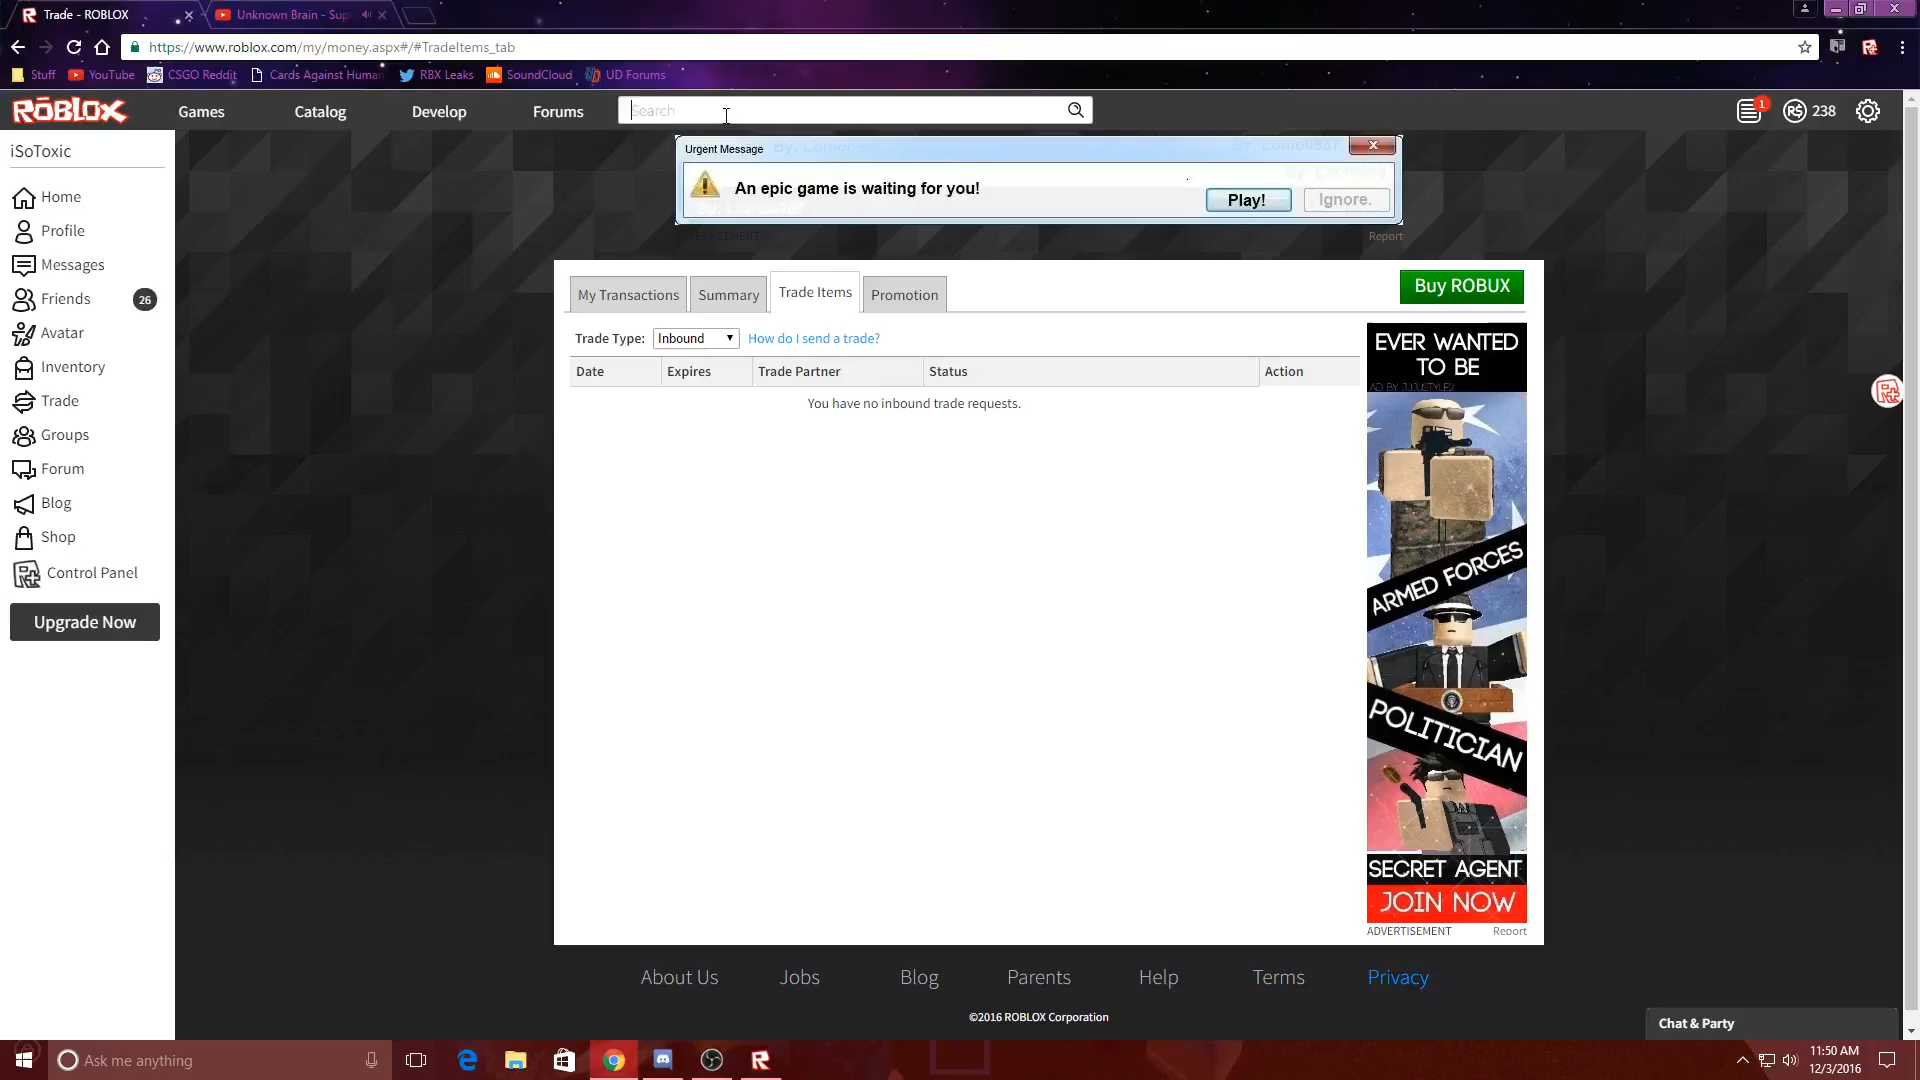 Trade - ROBLOX
Unknown Brain - Sup
https://www.roblox.com/my/money.aspx#/#TradeItems_tab
Stuff
YouTube
CSGO Reddit
Cards Against Human
RBX Leaks
SoundCloud
UD Forums
ROBLOX
Games
Catalog
Develop
Forums
Search
1
R$
238
iSoToxic
Home
Profile
Messages
Friends
26
Avatar
Inventory
Trade
Groups
Forum
Blog
Shop
Control Panel
Upgrade Now
Urgent Message
An epic game is waiting for you!
Play!
Ignore.
Report
My Transactions
Summary
Trade Items
Promotion
Buy ROBUX
Trade Type:
Inbound
How do I send a trade?
Date
Expires
Trade Partner
Status
Action
You have no inbound trade requests.
EVER WANTED
TO BE
AD BY JUJUSTYLE2
ARMED FORCES
POLITICIAN
SECRET AGENT
JOIN NOW
ADVERTISEMENT
Report
About Us
Jobs
Blog
Parents
Help
Terms
Privacy
©2016 ROBLOX Corporation
Chat & Party
Ask me anything
11:50 AM
12/3/2016